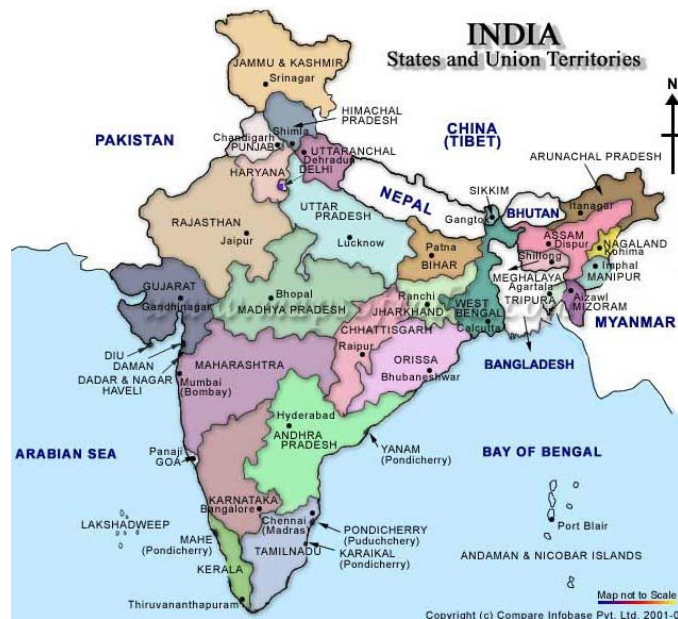 INDIA
States and Union Territories
N
JAMMU & KASHMIR
Srinagar
HIMACHAL
PRADESH
Shimla
PAKISTAN
Chandigarh
PUNJAB
CHINA
(TIBET)
UTTARANCHAL
Dehradun
DELHI
HARYANA
ARUNACHAL PRADESH
Itanagar
SIKKIM
Gangtok
NEPAL
BHUTAN
RAJASTHAN
Jaipur
UTTAR
PRADESH
Lucknow
Patna
BIHAR
ASSAM
Dispur
NAGALAND
Kohima
Shillong
MEGHALAYA
Imphal
MANIPUR
Agartala
TRIPURA
Aizawl
MIZORAM
MYANMAR
GUJARAT
Gandhinagar
Bhopal
MADHYA PRADESH
Ranchi
JHARKHAND
WEST
BENGAL
Calcutta
CHHATTISGARH
Raipur
BANGLADESH
DIU
DAMAN
DADAR & NAGAR
HAVELI
MAHARASHTRA
Mumbai
(Bombay)
ORISSA
Bhubaneshwar
Hyderabad
ANDHRA
PRADESH
YANAM
(Pondicherry)
ARABIAN SEA
Panaji
GOA
BAY OF BENGAL
KARNATAKA
Bangalore
Chennai
(Madras)
PONDICHERRY
(Puduchery)
LAKSHADWEEP
MAHE
(Pondicherry)
TAMILNADU
KARAIKAL
(Pondicherry)
KERALA
Thiruvananthapuram
Port Blair
ANDAMAN & NICOBAR ISLANDS
Map not to Scale
Copyright (c) Compare Infobase Pvt. Ltd. 2001-0